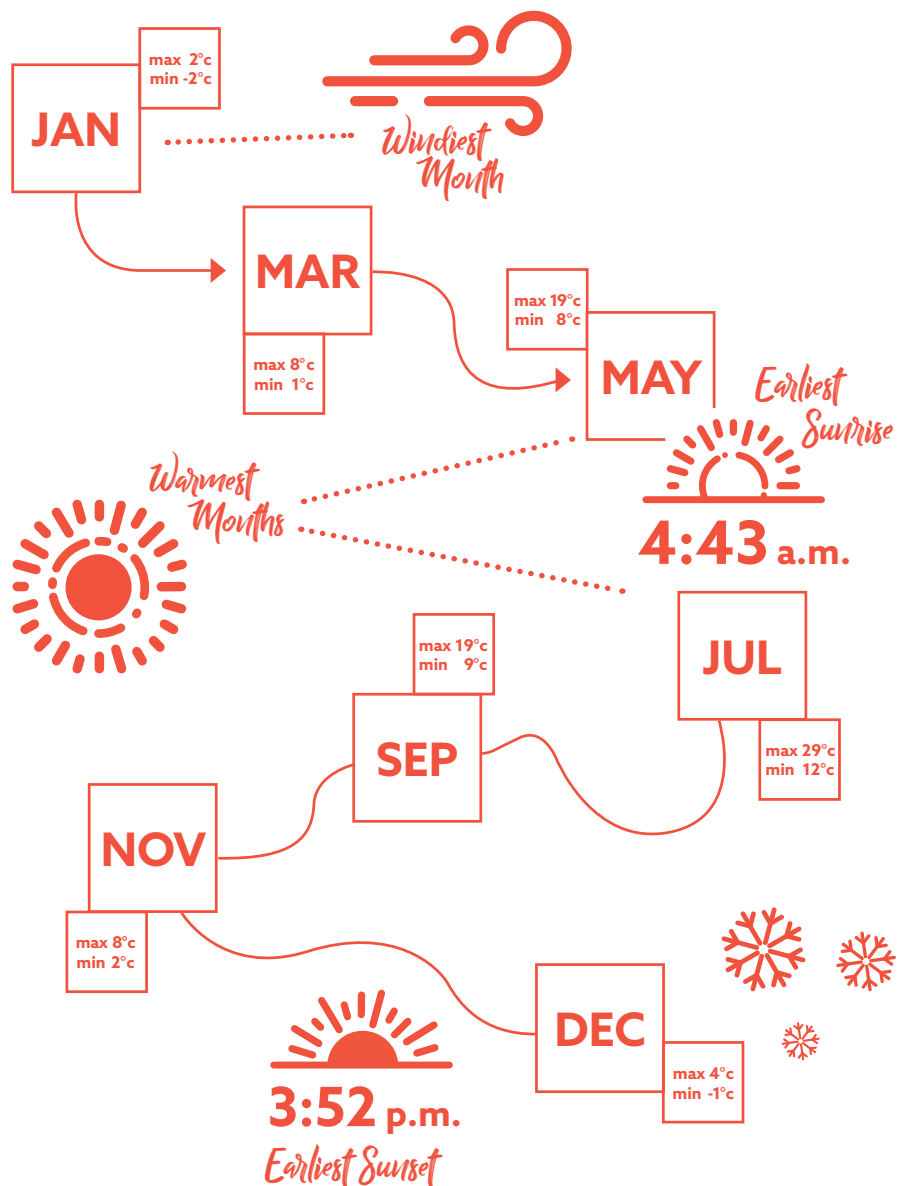 max 2°c
min -2°c
JAN
Windiest
Month
MAR
max 8°c
min 1°c
max 19°c
min 8°c
MAY
Earliest
Sunrise
4:43 a.m.
Warmest
Months
JUL
max 29°c
min 12°c
max 19°c
min 9°c
SEP
NOV
max 8°c
min 2°c
DEC
max 4°c
min -1°c
3:52 p.m.
Earliest Sunset